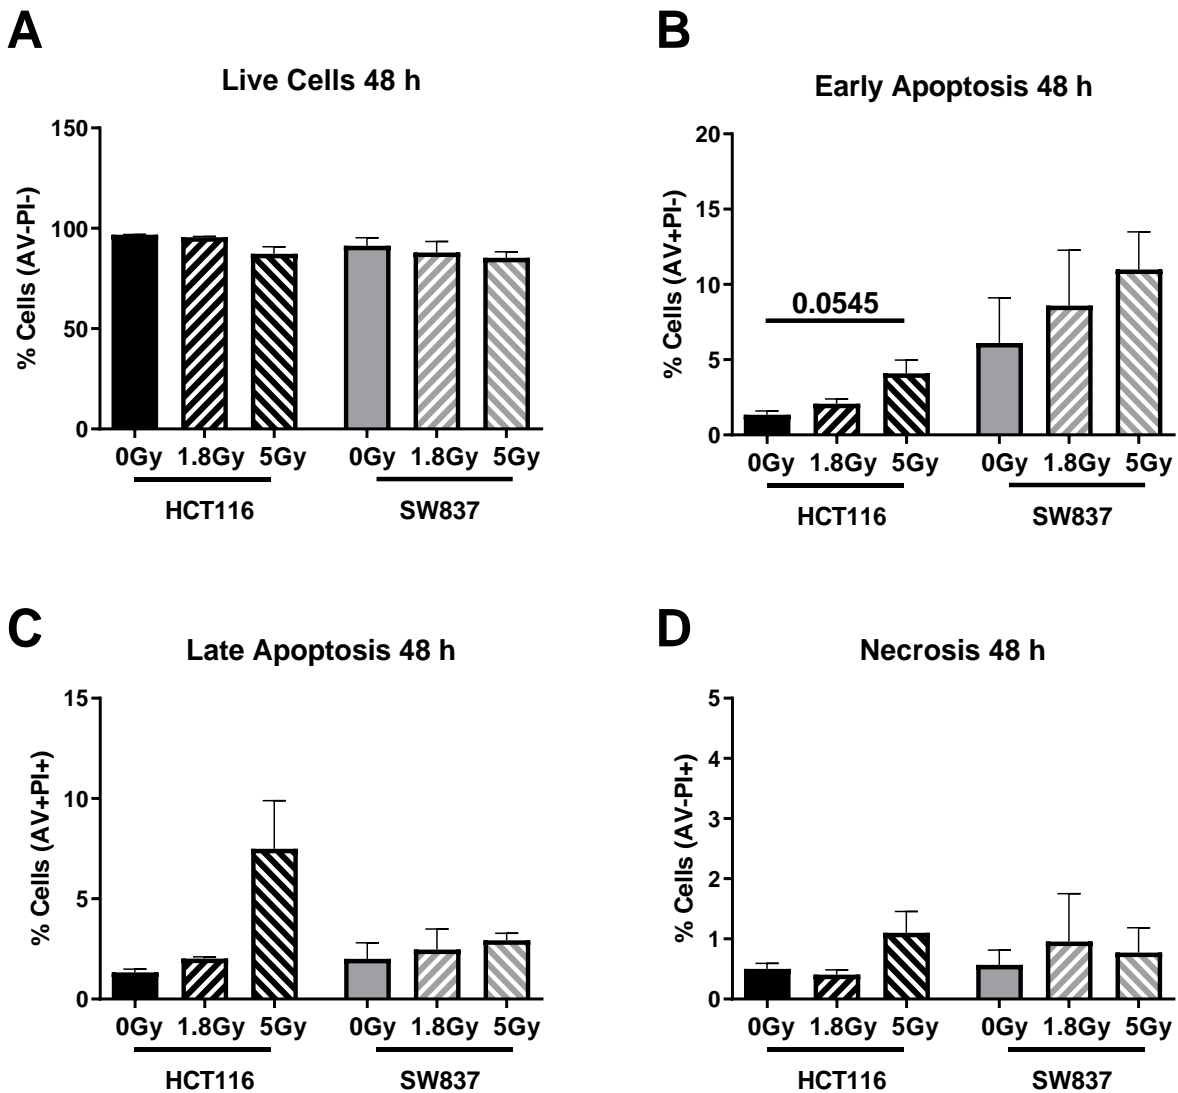 A
Live Cells 48 h
% Cells (AV-PI-)
150
100
50
0
0Gy 1.8Gy 5Gy 0Gy 1.8Gy 5Gy
HCT116 SW837
B
Early Apoptosis 48 h
% Cells (AV+PI-)
20
15
10
5
0
0.0545
0Gy 1.8Gy 5Gy 0Gy 1.8Gy 5Gy
HCT116 SW837
C
Late Apoptosis 48 h
% Cells (AV+PI+)
15
10
5
0
0Gy 1.8Gy 5Gy 0Gy 1.8Gy 5Gy
HCT116 SW837
D
Necrosis 48 h
% Cells (AV-PI+)
5
4
3
2
1
0
0Gy 1.8Gy 5Gy 0Gy 1.8Gy 5Gy
HCT116 SW837